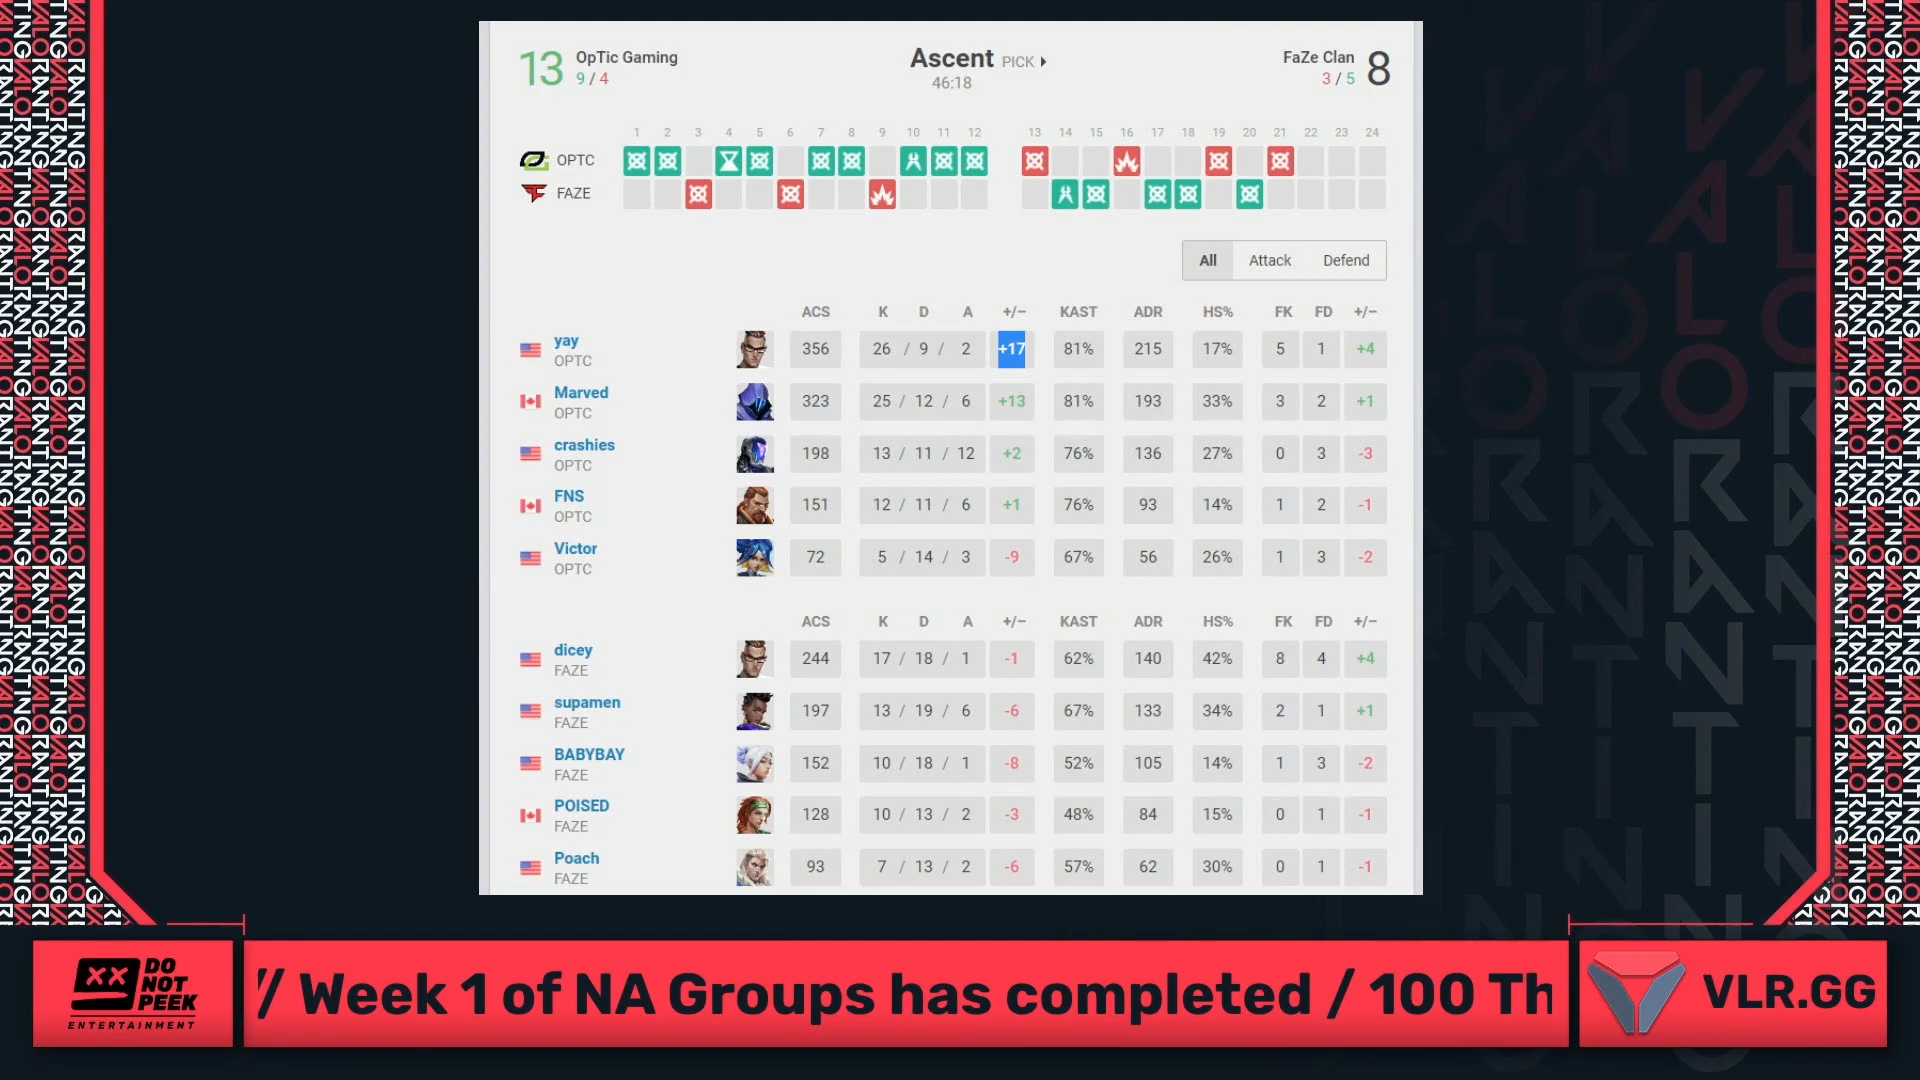 13 OpTic Gaming Ascent PICK FaZe Clan 8
9 / 4 46:18 3 / 5
1 2 3 4 5 6 7 8 9 10 11 12 13 14 15 16 17 18 19 20 21 22 23 24
OPTC
FAZE
All Attack Defend
ACS K D A +/− KAST ADR HS% FK FD +/−
yay OPTC 356 26 / 9 / 2 +17 81% 215 17% 5 1 +4
Marved OPTC 323 25 / 12 / 6 +13 81% 193 33% 3 2 +1
crashies OPTC 198 13 / 11 / 12 +2 76% 136 27% 0 3 -3
FNS OPTC 151 12 / 11 / 6 +1 76% 93 14% 1 2 -1
Victor OPTC 72 5 / 14 / 3 -9 67% 56 26% 1 3 -2
ACS K D A +/− KAST ADR HS% FK FD +/−
dicey FAZE 244 17 / 18 / 1 -1 62% 140 42% 8 4 +4
supamen FAZE 197 13 / 19 / 6 -6 67% 133 34% 2 1 +1
BABYBAY FAZE 152 10 / 18 / 1 -8 52% 105 14% 1 3 -2
POISED FAZE 128 10 / 13 / 2 -3 48% 84 15% 0 1 -1
Poach FAZE 93 7 / 13 / 2 -6 57% 62 30% 0 1 -1
DO NOT PEEK
ENTERTAINMENT
// Week 1 of NA Groups has completed / 100 Th
VLR.GG
VALORANTING